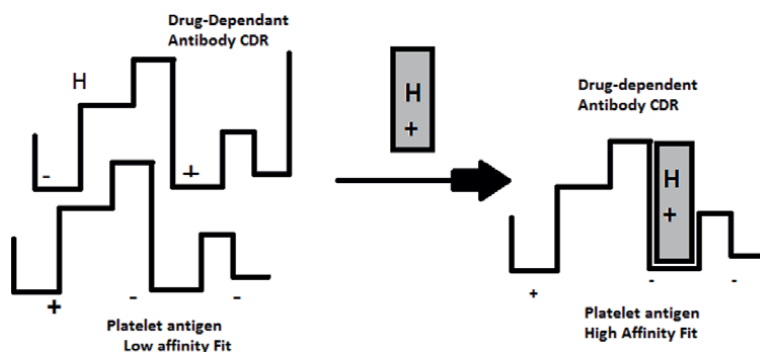 Drug-Dependant
Antibody CDR
H
-
+
+
-
-
Platelet antigen
Low affinity Fit
H
+
Drug-dependent
Antibody CDR
H
+
+
-
-
Platelet antigen
High Affinity Fit